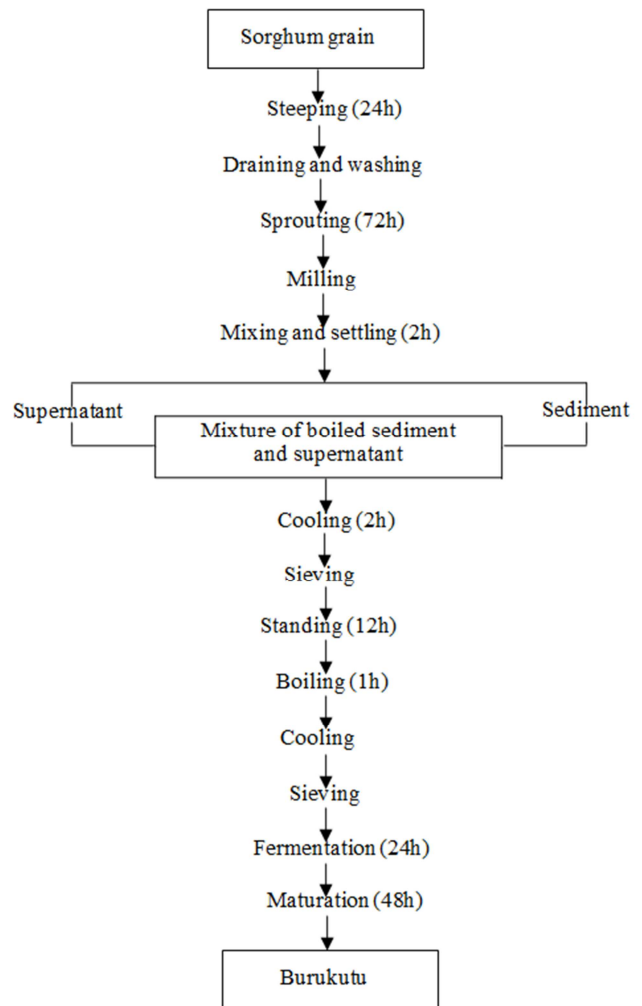 Sorghum grain
Steeping (24h)
Draining and washing
Sprouting (72h)
Milling
Mixing and settling (2h)
Supernatant
Sediment
Mixture of boiled sediment
and supernatant
Cooling (2h)
Sieving
Standing (12h)
Boiling (1h)
Cooling
Sieving
Fermentation (24h)
Maturation (48h)
Burukutu